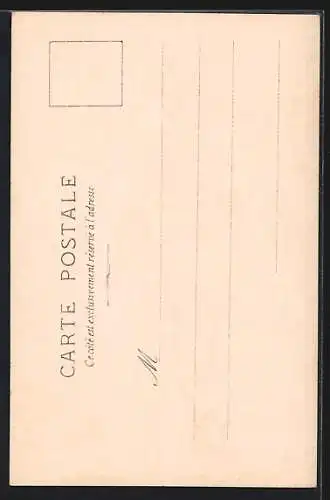 CARTE POSTALE
Ce côté est exclusivement réservé à l'adresse
M